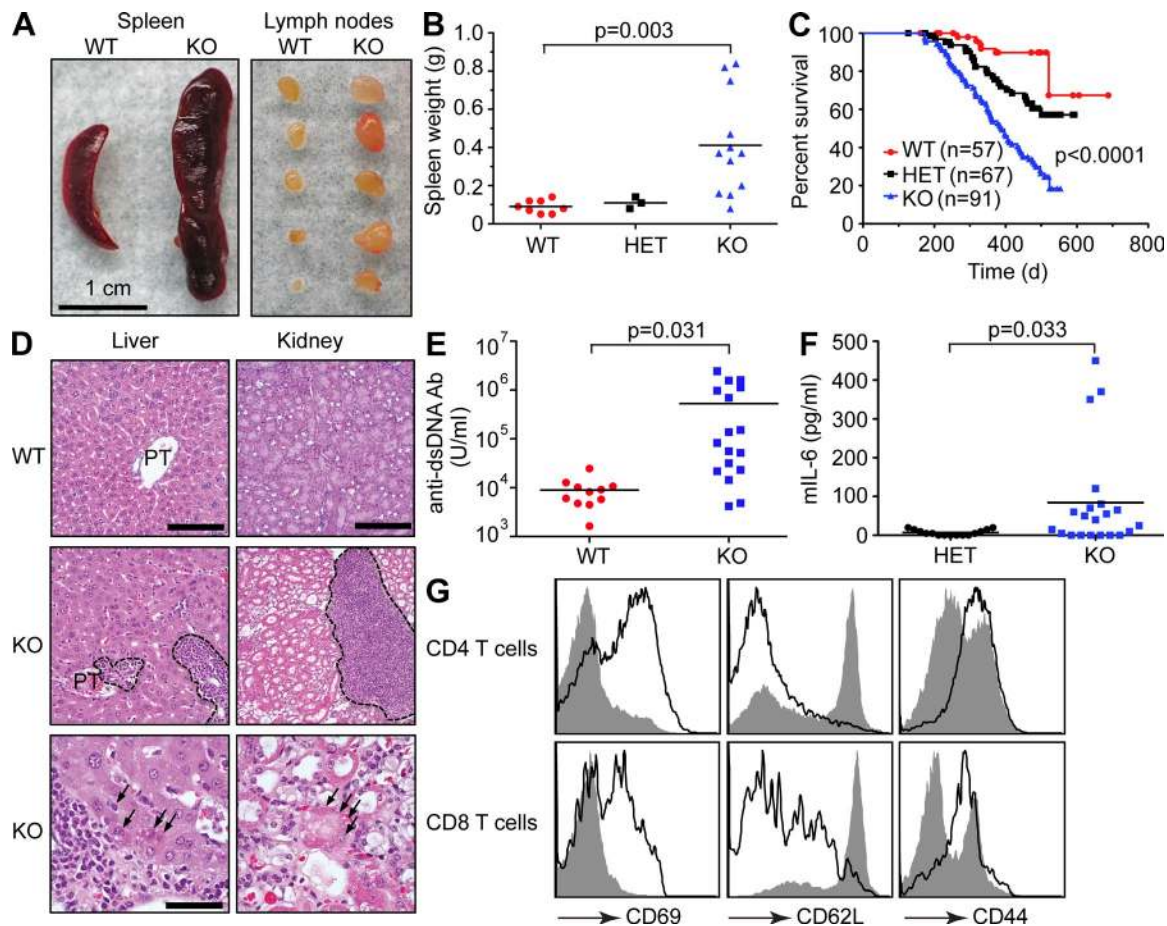 A
Spleen
Lymph nodes
WT
KO
WT
KO
1 cm
B
p=0.003
Spleen weight (g)
1.0
0.8
0.6
0.4
0.2
0
WT
HET
KO
C
Percent survival
100
80
60
40
20
0
WT (n=57)
HET (n=67)
KO (n=91)
p<0.0001
0
200
400
600
800
Time (d)
D
Liver
Kidney
WT
PT
KO
PT
KO
E
p=0.031
anti-dsDNA Ab
(U/ml)
10⁷
10⁶
10⁵
10⁴
10³
WT
KO
F
p=0.033
mIL-6 (pg/ml)
500
400
300
200
100
0
HET
KO
G
CD4 T cells
CD8 T cells
CD69
CD62L
CD44